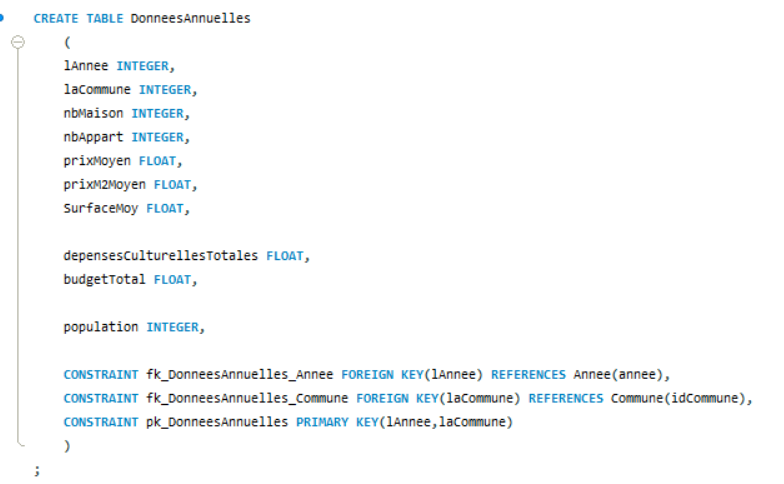 CREATE TABLE DonneesAnnuelles
(
lAnnee INTEGER,
laCommune INTEGER,
nbMaison INTEGER,
nbAppart INTEGER,
prixMoyen FLOAT,
prixM2Moyen FLOAT,
SurfaceMoy FLOAT,
depensesCulturellesTotales FLOAT,
budgetTotal FLOAT,
population INTEGER,
CONSTRAINT fk_DonneesAnnuelles_Annee FOREIGN KEY(lAnnee) REFERENCES Annee(annee),
CONSTRAINT fk_DonneesAnnuelles_Commune FOREIGN KEY(laCommune) REFERENCES Commune(idCommune),
CONSTRAINT pk_DonneesAnnuelles PRIMARY KEY(lAnnee,laCommune)
)
;